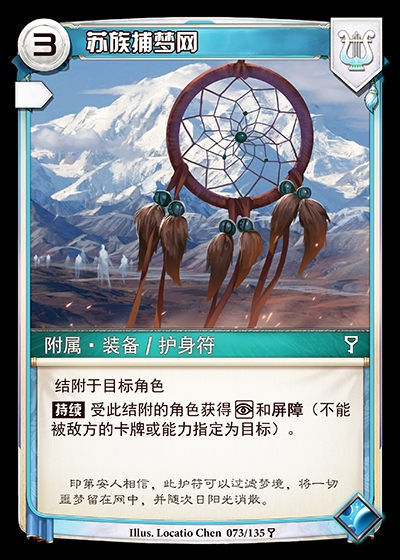 3
苏族捕梦网
附属·装备/护身符
结附于目标角色
持续 受此结附的角色获得 和屏障（不能
被敌方的卡牌或能力指定为目标）。
印第安人相信，此护符可以过滤梦境，将一切
噩梦留在网中，并随次日阳光消散。
Illus. Locatio Chen 073/135